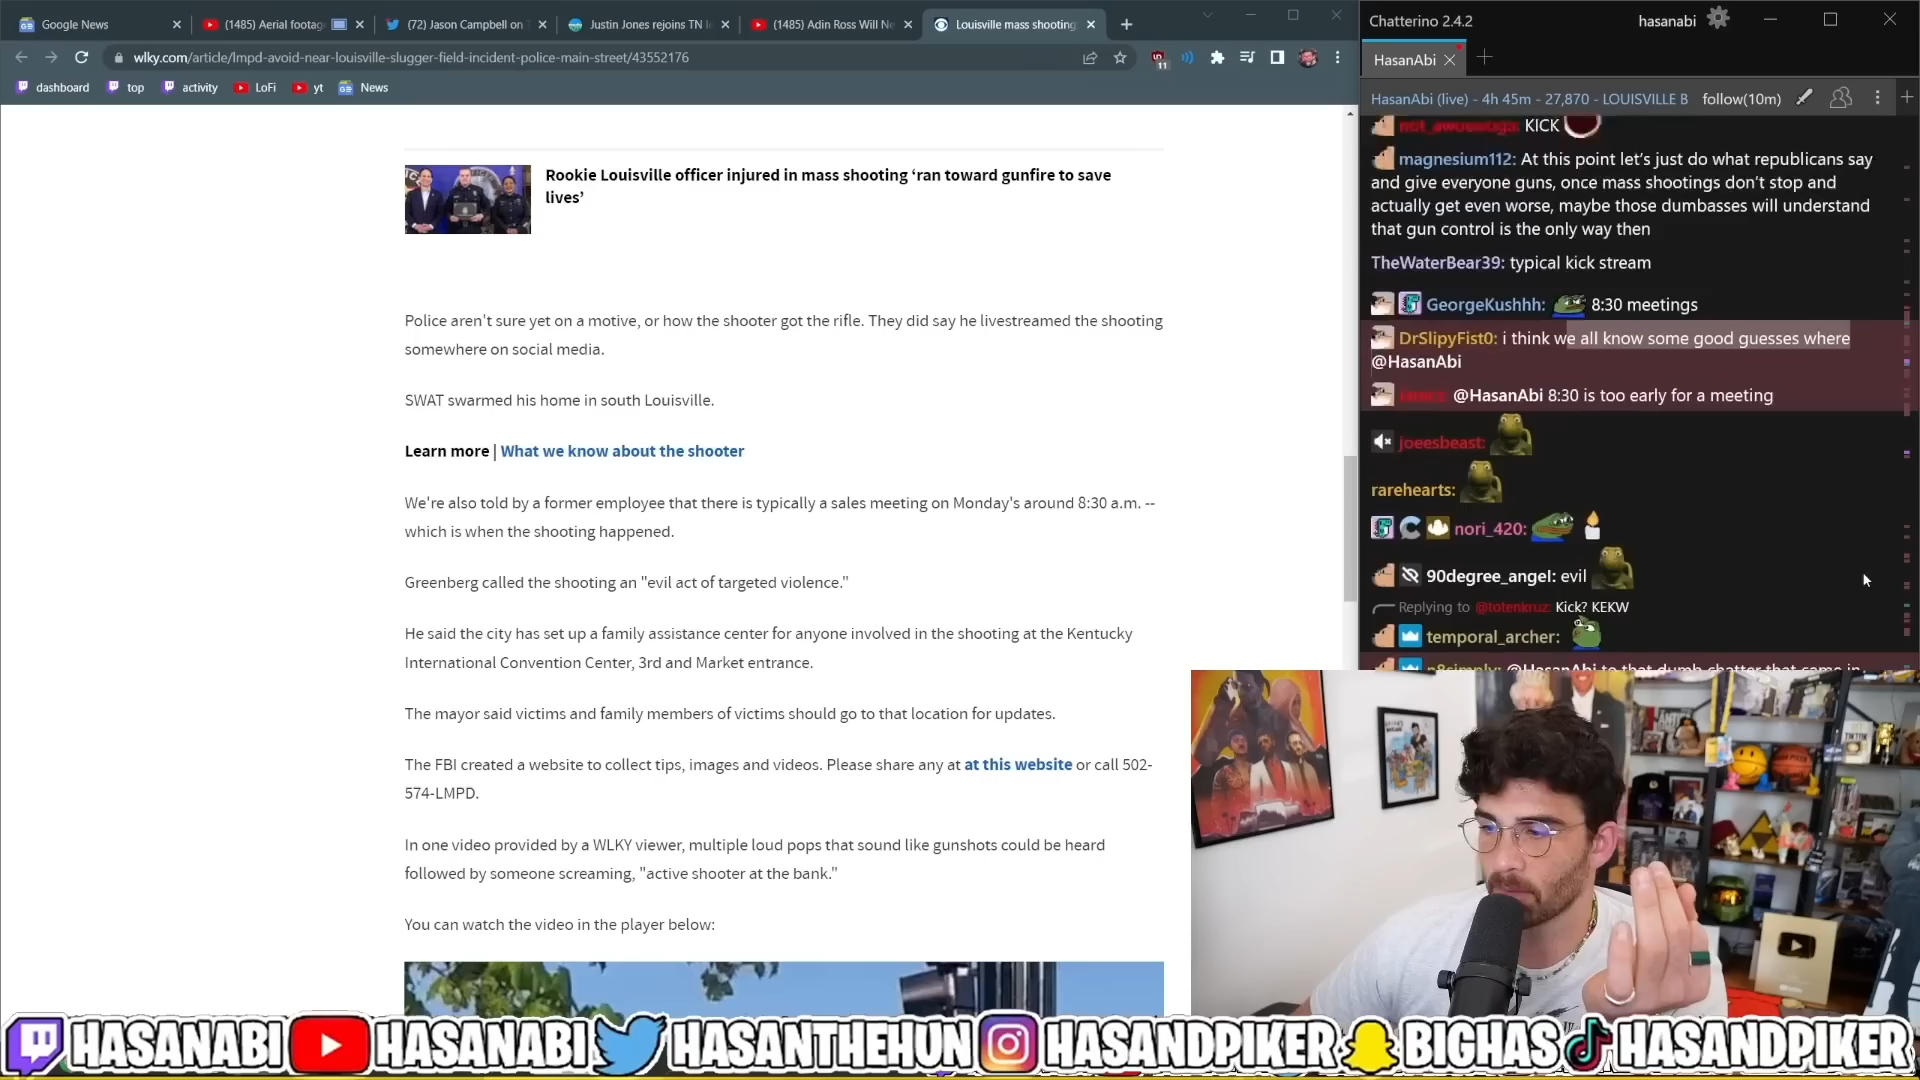 Google News
(1485) Aerial footag
(72) Jason Campbell on T
Justin Jones rejoins TN le
(1485) Adin Ross Will Ne
Louisville mass shooting
wlky.com/article/lmpd-avoid-near-louisville-slugger-field-incident-police-main-street/43552176
11
dashboard
top
activity
LoFi
yt
News
Rookie Louisville officer injured in mass shooting ‘ran toward gunfire to save
lives’
Police aren't sure yet on a motive, or how the shooter got the rifle. They did say he livestreamed the shooting
somewhere on social media.
SWAT swarmed his home in south Louisville.
Learn more | What we know about the shooter
We're also told by a former employee that there is typically a sales meeting on Monday's around 8:30 a.m. --
which is when the shooting happened.
Greenberg called the shooting an "evil act of targeted violence."
He said the city has set up a family assistance center for anyone involved in the shooting at the Kentucky
International Convention Center, 3rd and Market entrance.
The mayor said victims and family members of victims should go to that location for updates.
The FBI created a website to collect tips, images and videos. Please share any at at this website or call 502-
574-LMPD.
In one video provided by a WLKY viewer, multiple loud pops that sound like gunshots could be heard
followed by someone screaming, "active shooter at the bank."
You can watch the video in the player below:
Chatterino 2.4.2
hasanabi
HasanAbi
HasanAbi (live) - 4h 45m - 27,870 - LOUISVILLE B
follow(10m)
KICK
magnesium112: At this point let’s just do what republicans say
and give everyone guns, once mass shootings don’t stop and
actually get even worse, maybe those dumbasses will understand
that gun control is the only way then
TheWaterBear39: typical kick stream
GeorgeKushhh: 8:30 meetings
DrSlipyFist0: i think we all know some good guesses where
@HasanAbi
@HasanAbi 8:30 is too early for a meeting
joeesbeast:
rarehearts:
nori_420:
90degree_angel: evil
Replying to @totenkruz: Kick? KEKW
temporal_archer:
n8simply: @HasanAbi to that dumb chatter that came in
HASANABI
HASANABI
HASANTHEHUN
HASANDPIKER
BIGHAS
HASANDPIKER